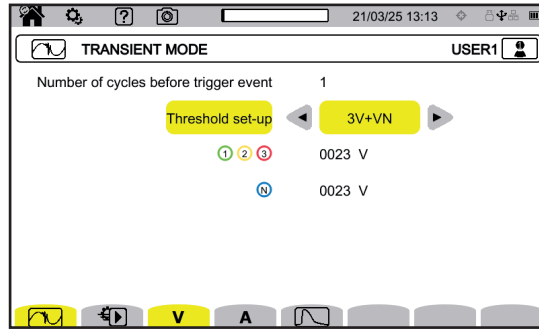 ? 21/03/25 13:13
TRANSIENT MODE USER1
Number of cycles before trigger event 1
Threshold set-up ◄ 3V+VN ►
1 2 3 0023 V
N 0023 V
V A